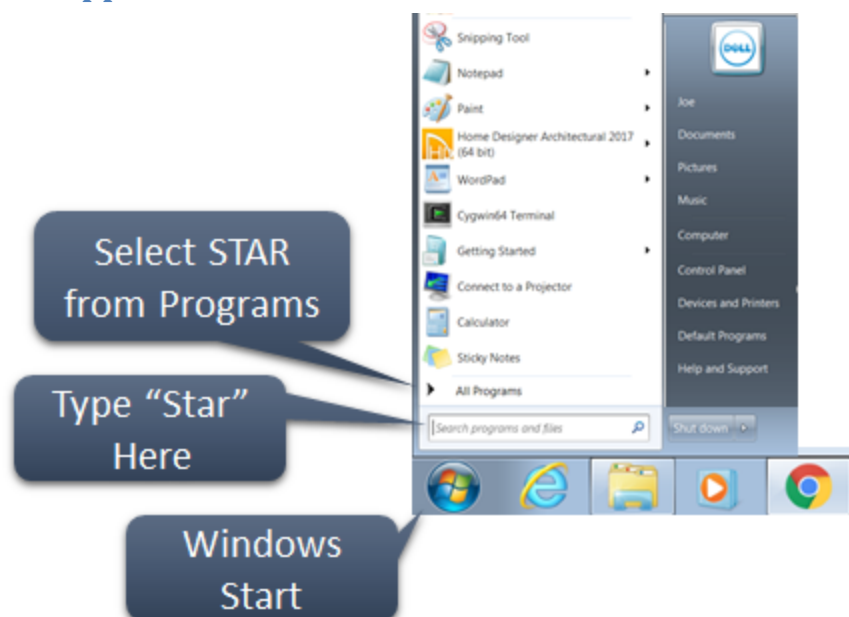 Snipping Tool
Notepad
Paint
Home Designer Architectural 2017
(64 bit)
WordPad
Cygwin64 Terminal
Getting Started
Connect to a Projector
Calculator
Sticky Notes
All Programs
Search programs and files
DELL
Joe
Documents
Pictures
Music
Computer
Control Panel
Devices and Printers
Default Programs
Help and Support
Shut down
Select STAR
from Programs
Type “Star”
Here
Windows
Start